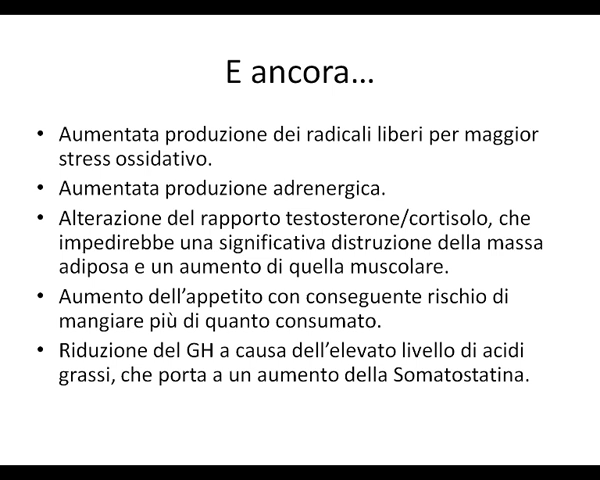 E ancora…
• Aumentata produzione dei radicali liberi per maggior
stress ossidativo.
• Aumentata produzione adrenergica.
• Alterazione del rapporto testosterone/cortisolo, che
impedirebbe una significativa distruzione della massa
adiposa e un aumento di quella muscolare.
• Aumento dell’appetito con conseguente rischio di
mangiare più di quanto consumato.
• Riduzione del GH a causa dell’elevato livello di acidi
grassi, che porta a un aumento della Somatostatina.